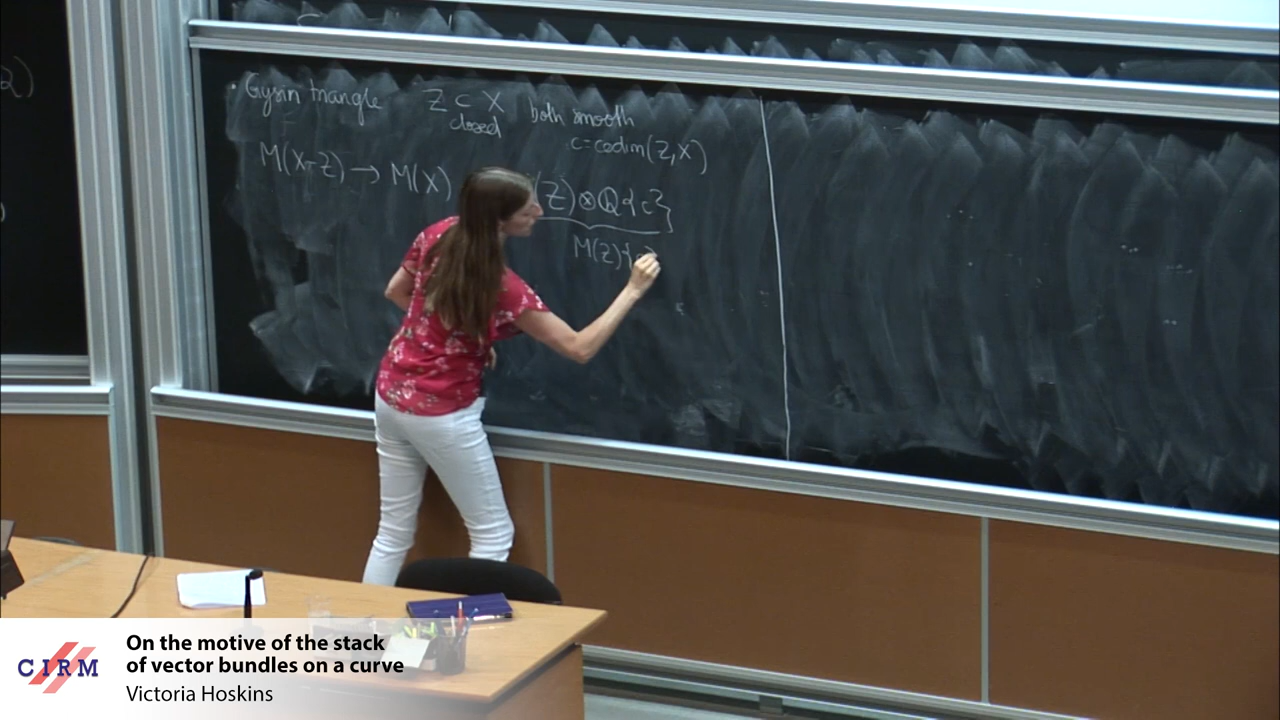 2)
• Gysin triangle Z ⊂ X both smooth
closed c=codim(Z,X)
M(X-Z) → M(X) (Z)⊗Q{c}
M(Z){
CIRM
On the motive of the stack
of vector bundles on a curve
Victoria Hoskins